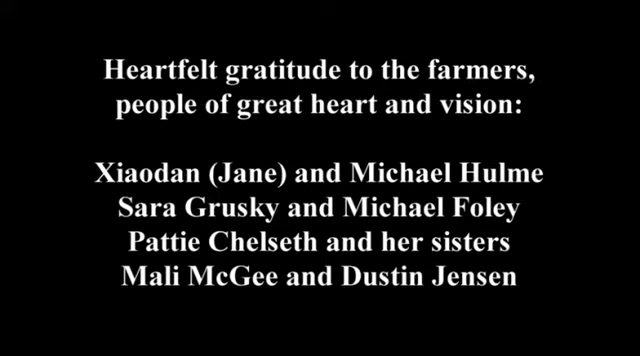 Heartfelt gratitude to the farmers,
people of great heart and vision:
Xiaodan (Jane) and Michael Hulme
Sara Grusky and Michael Foley
Pattie Chelseth and her sisters
Mali McGee and Dustin Jensen